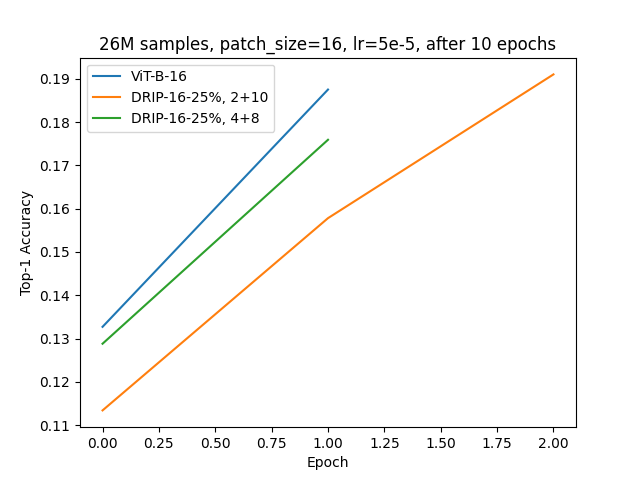 26M samples, patch_size=16, lr=5e-5, after 10 epochs
ViT-B-16
DRIP-16-25%, 2+10
DRIP-16-25%, 4+8
Top-1 Accuracy
0.19
0.18
0.17
0.16
0.15
0.14
0.13
0.12
0.11
0.00 0.25 0.50 0.75 1.00 1.25 1.50 1.75 2.00
Epoch